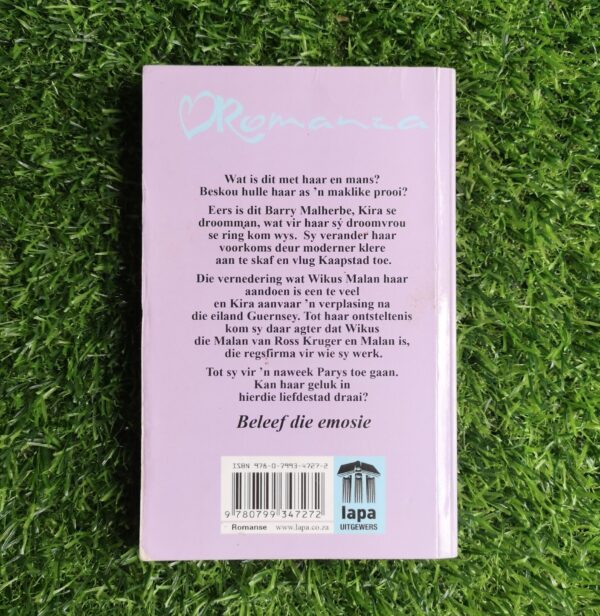 Romanza
Wat is dit met haar en mans?
Beskou hulle haar as 'n maklike prooi?
Eers is dit Barry Malherbe, Kira se
droomman, wat vir haar sý droomvrou
se ring kom wys. Sy verander haar
voorkoms deur moderner klere
aan te skaf en vlug Kaapstad toe.
Die vernedering wat Wikus Malan haar
aandoen is een te veel
en Kira aanvaar 'n verplasing na
die eiland Guernsey. Tot haar ontsteltenis
kom sy daar agter dat Wikus
die Malan van Ross Kruger en Malan is,
die regsfirma vir wie sy werk.
Tot sy vir 'n naweek Parys toe gaan.
Kan haar geluk in
hierdie liefdestad draai?
Beleef die emosie
ISBN 978-0-7993-4727-2
9 780799 347272
Romanse www.lapa.co.za
lapa
UITGEWERS